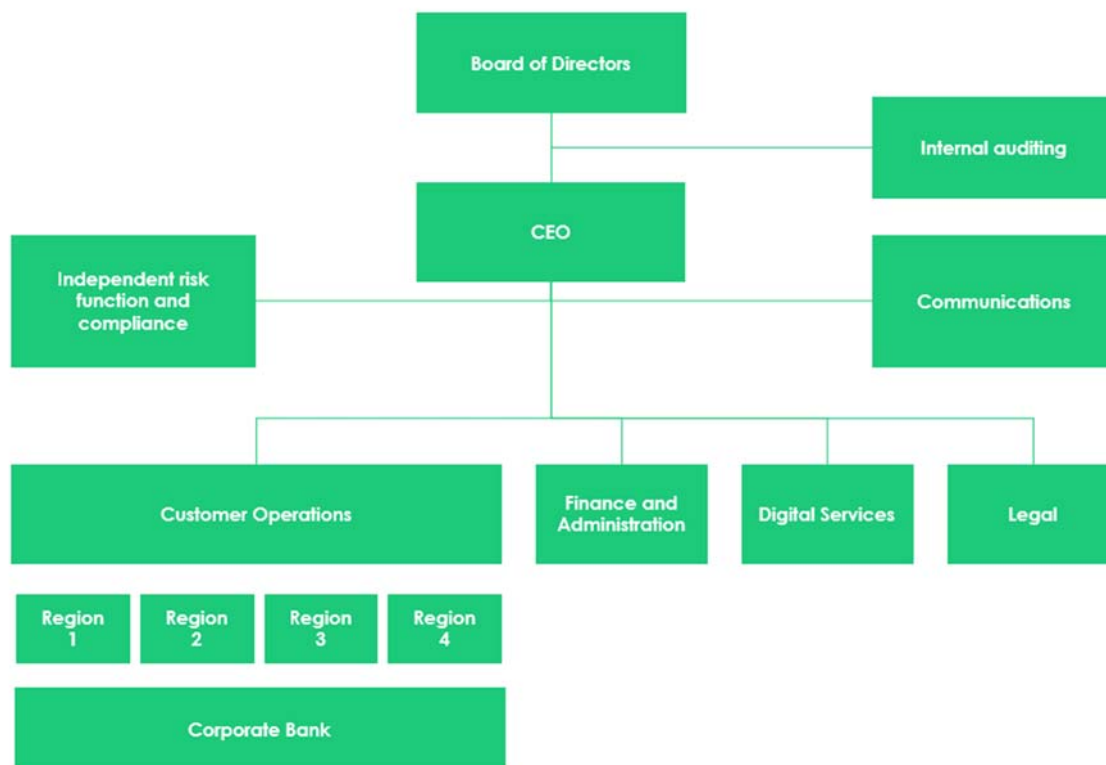 Board of Directors
Internal auditing
CEO
Independent risk
function and
compliance
Communications
Customer Operations
Finance and
Administration
Digital Services
Legal
Region
1
Region
2
Region
3
Region
4
Corporate Bank